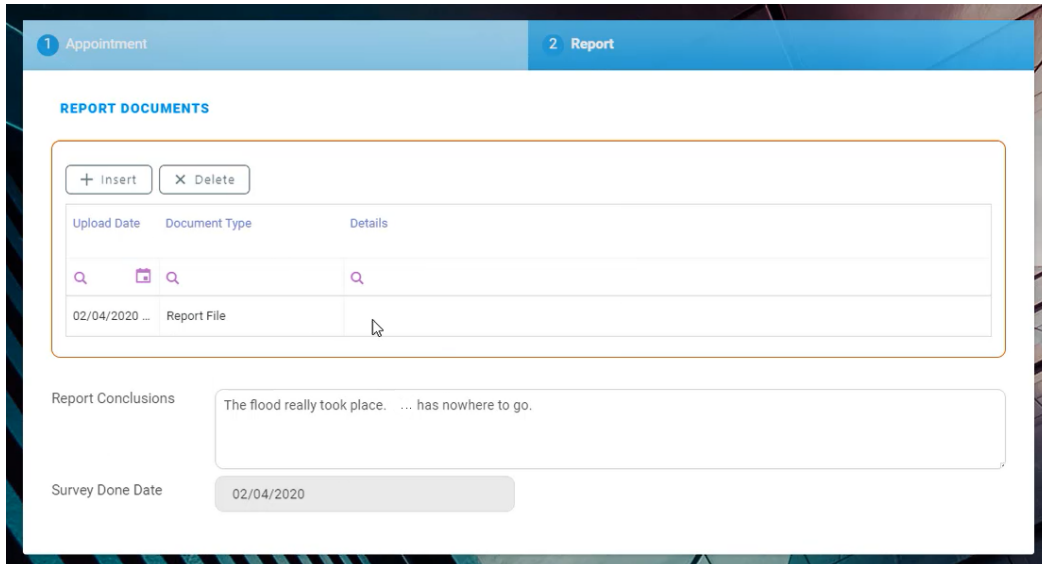 1 Appointment
2 Report
REPORT DOCUMENTS
+ Insert
X Delete
Upload Date Document Type Details
02/04/2020 ... Report File
Report Conclusions
The flood really took place. ... has nowhere to go.
Survey Done Date
02/04/2020